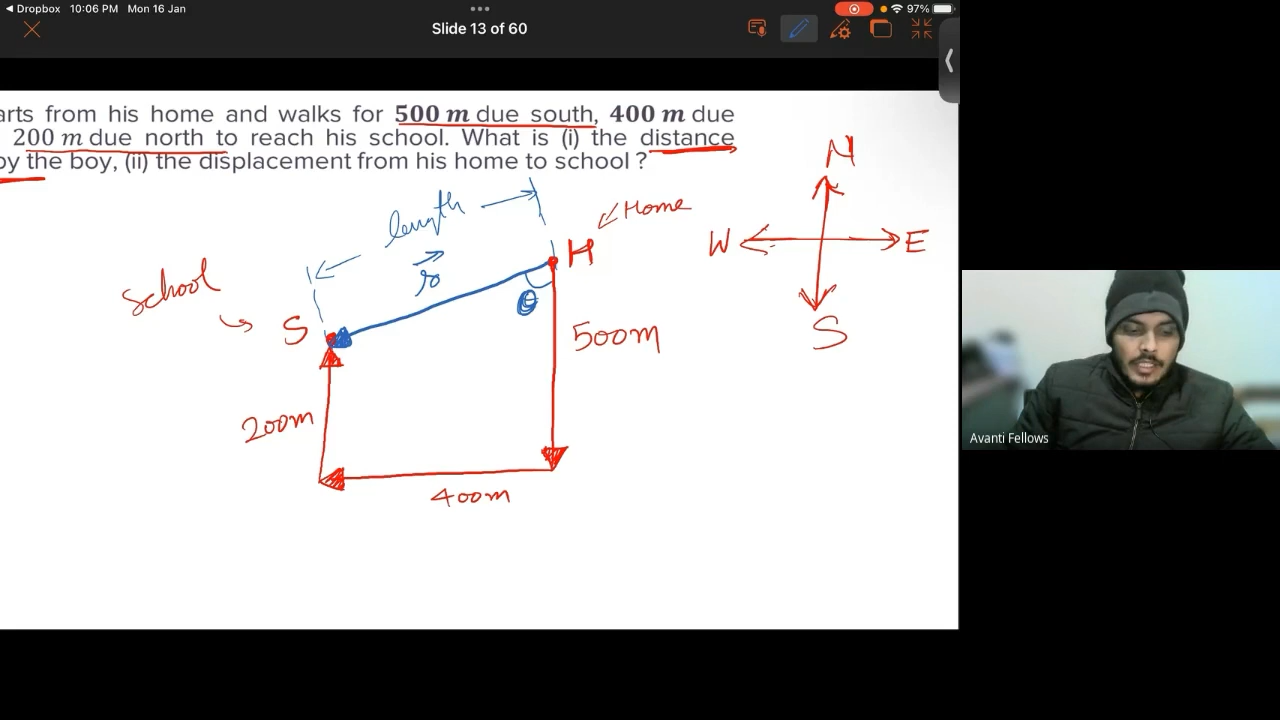 Dropbox 10:06 PM Mon 16 Jan
97%
Slide 13 of 60
arts from his home and walks for 500 m due south, 400 m due
200 m due north to reach his school. What is (i) the distance
by the boy, (ii) the displacement from his home to school ?
N
length
Home
W
E
H
School
θ
S
500m
S
200m
Avanti Fellows
400m